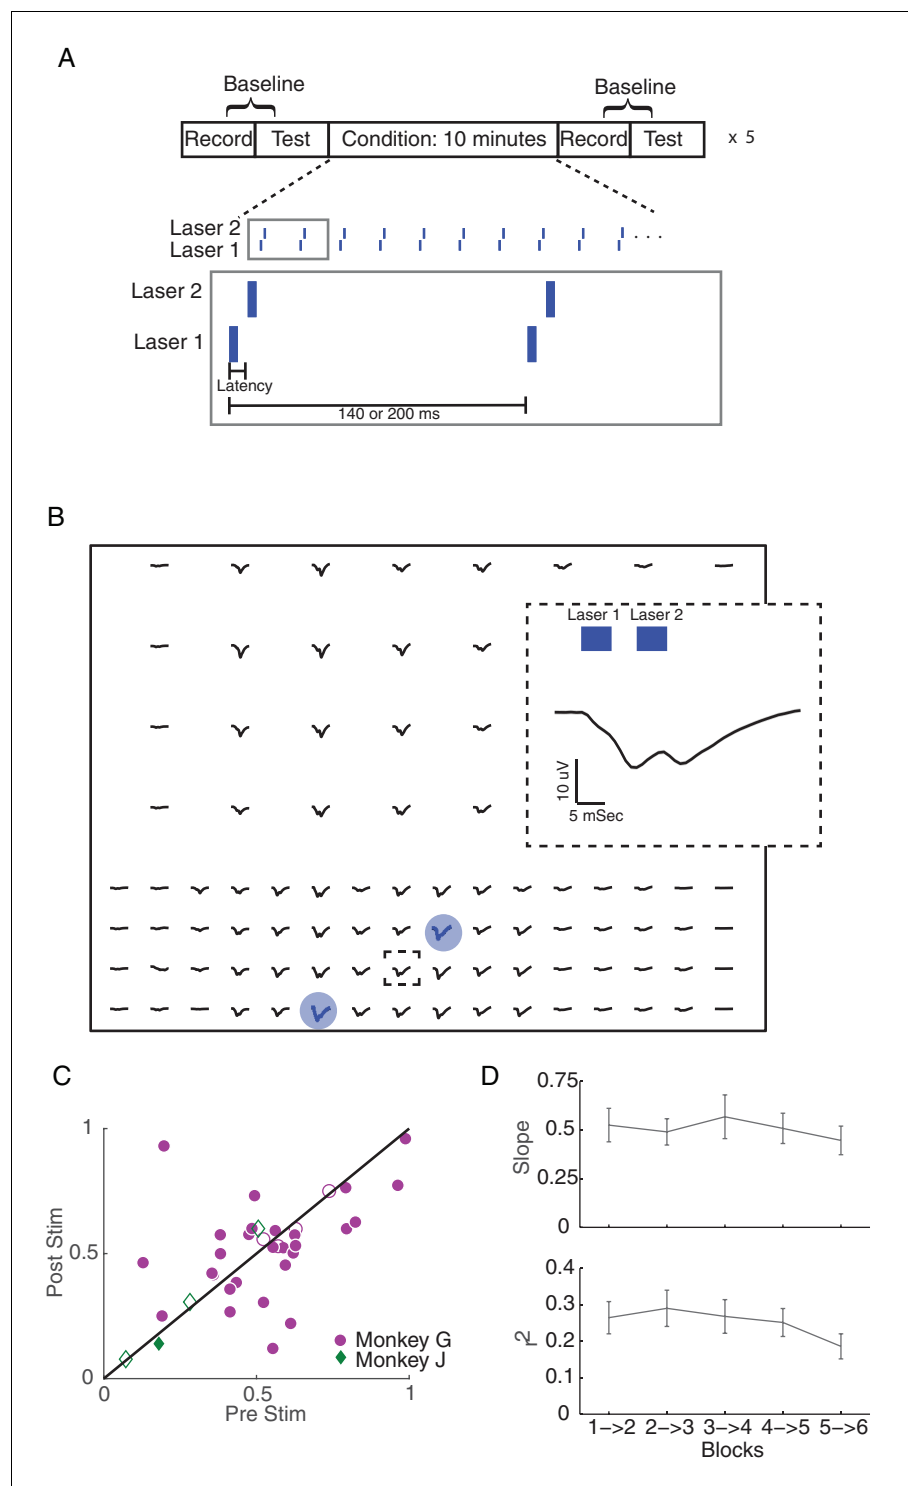 A
Baseline
Baseline
Record
Test
Condition: 10 minutes
Record
Test
x 5
Laser 2
Laser 1
. . .
Laser 2
Laser 1
Latency
140 or 200 ms
B
Laser 1
Laser 2
10 uV
5 mSec
C
1
0.5
0
Post Stim
0
0.5
1
Pre Stim
Monkey G
Monkey J
D
0.75
0.5
0.25
0
Slope
0.4
0.3
0.2
0.1
0
r2
1->2
2->3
3->4
4->5
5->6
Blocks